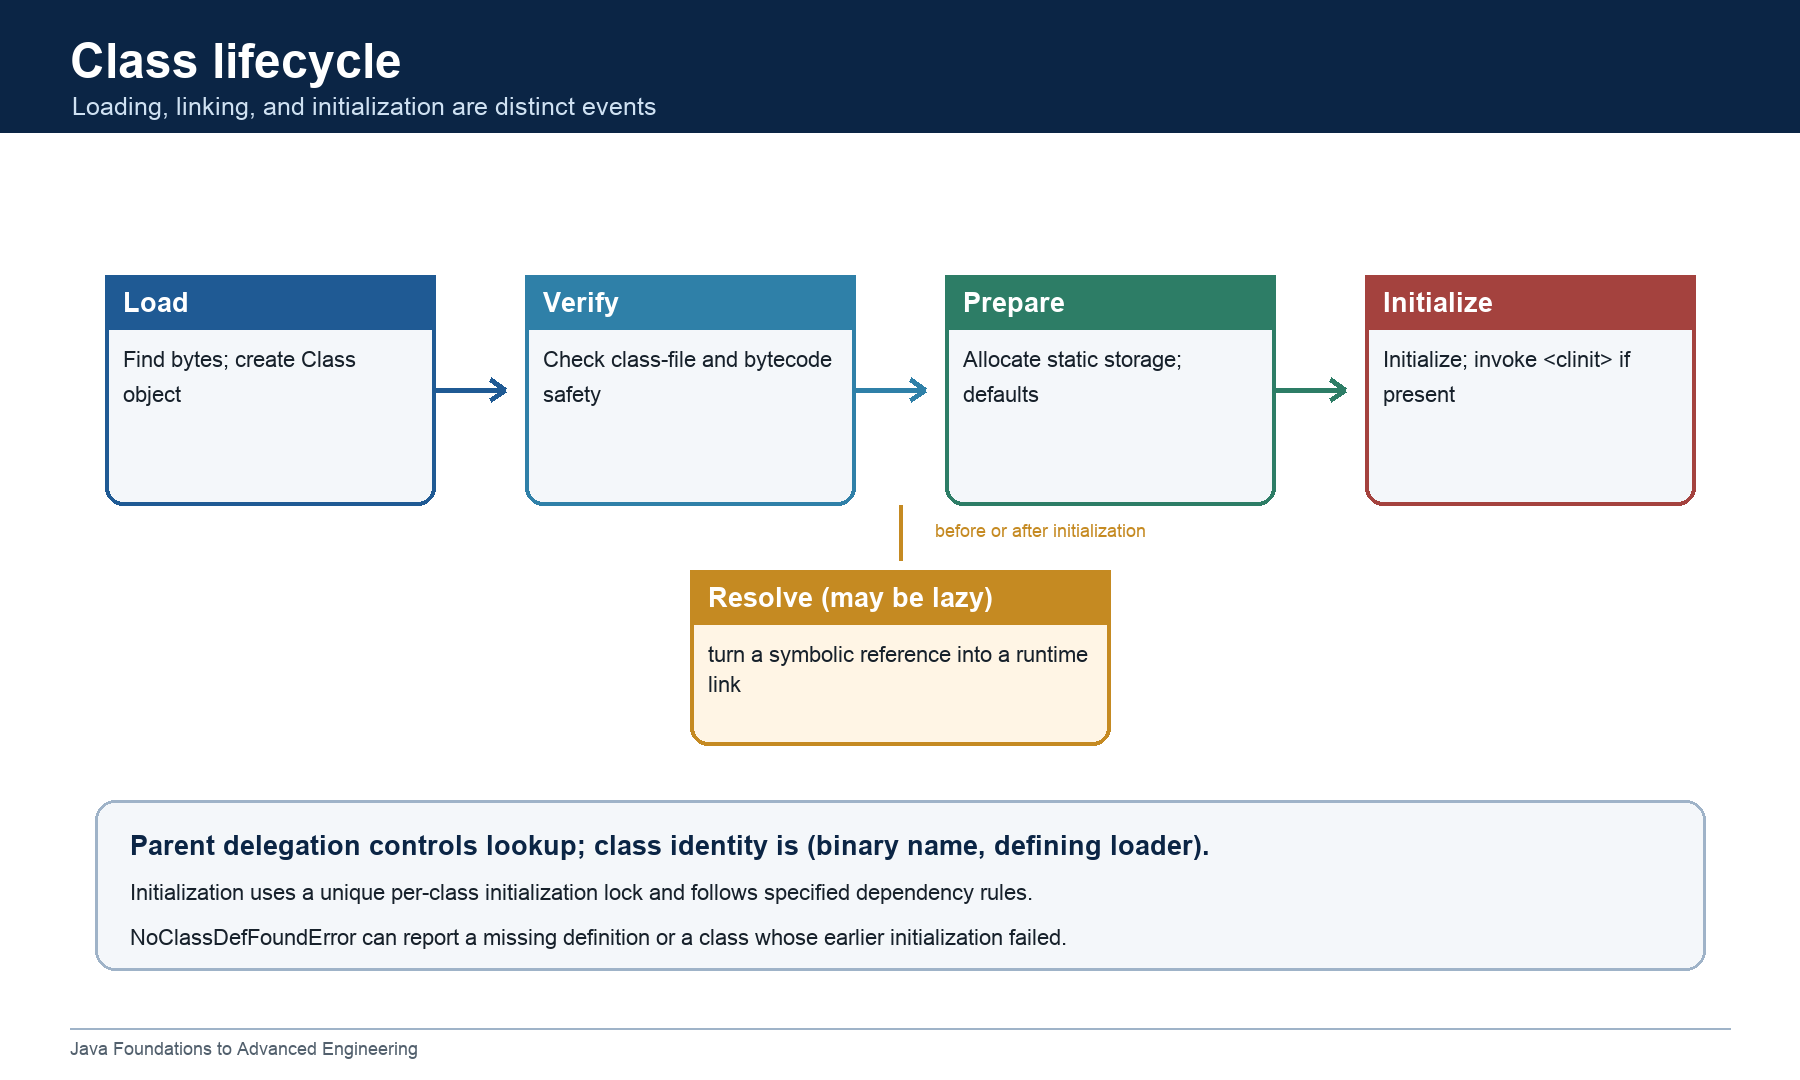 Class lifecycle
Loading, linking, and initialization are distinct events
Load
Find bytes; create Class
object
Verify
Check class-file and bytecode
safety
Prepare
Allocate static storage;
defaults
Initialize
Initialize; invoke <clinit> if
present
before or after initialization
Resolve (may be lazy)
turn a symbolic reference into a runtime
link
Parent delegation controls lookup; class identity is (binary name, defining loader).
Initialization uses a unique per-class initialization lock and follows specified dependency rules.
NoClassDefFoundError can report a missing definition or a class whose earlier initialization failed.
Java Foundations to Advanced Engineering